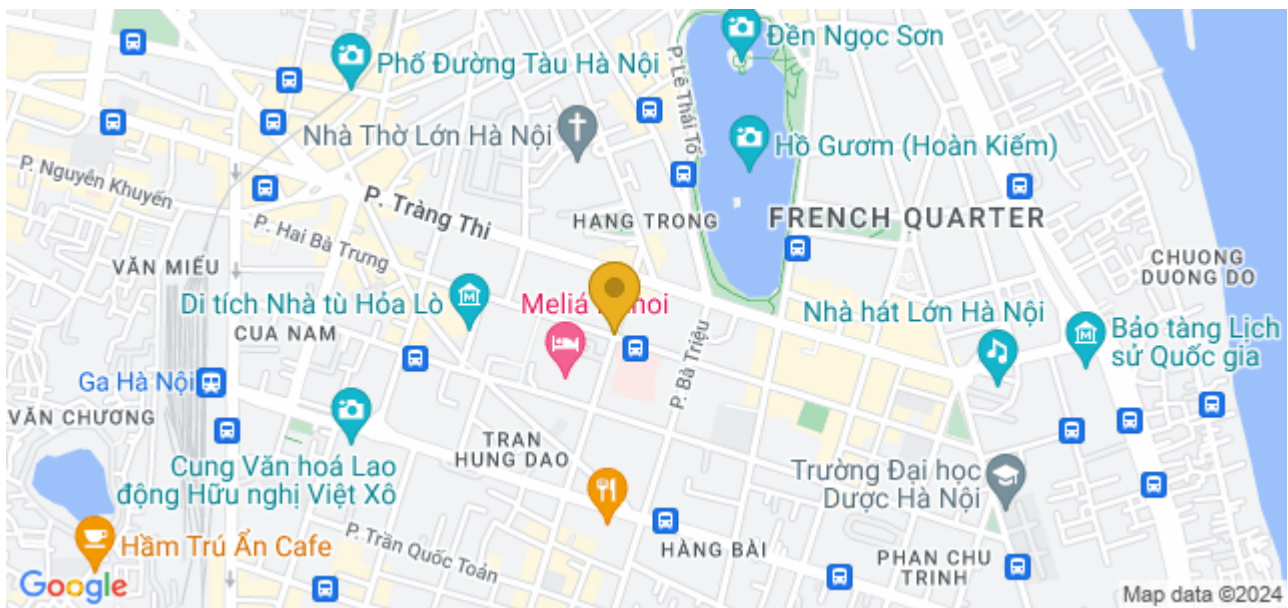 Đền Ngọc Sơn
Phố Đường Tàu Hà Nội
P. Lê Thái Tổ
Nhà Thờ Lớn Hà Nội
Hồ Gươm (Hoàn Kiếm)
P. Nguyễn Khuyến
P. Tràng Thi
HANG TRONG
FRENCH QUARTER
P. Hai Bà Trưng
VĂN MIẾU
CHUONG
DUONG DO
Di tích Nhà tù Hỏa Lò
Meliá
noi
Nhà hát Lớn Hà Nội
CUA NAM
Bảo tàng Lịch
sử Quốc gia
P. Bà Triệu
Ga Hà Nội
VĂN CHƯƠNG
TRAN
HUNG DAO
Cung Văn hoá Lao
động Hữu nghị Việt Xô
Trường Đại học
Dược Hà Nội
P. Trần Quốc Toản
Hầm Trú Ẩn Cafe
HÀNG BÀI
PHAN CHU
TRINH
Google
Map data ©2024